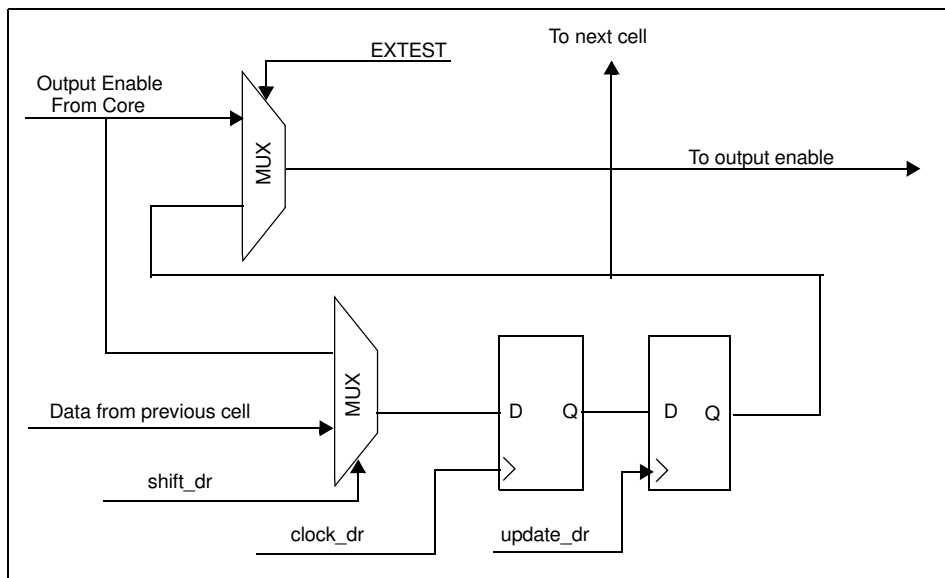 To next cell
EXTEST
Output Enable
From Core
MUX
To output enable
MUX
D
Q
D
Q
Data from previous cell
shift_dr
clock_dr
update_dr